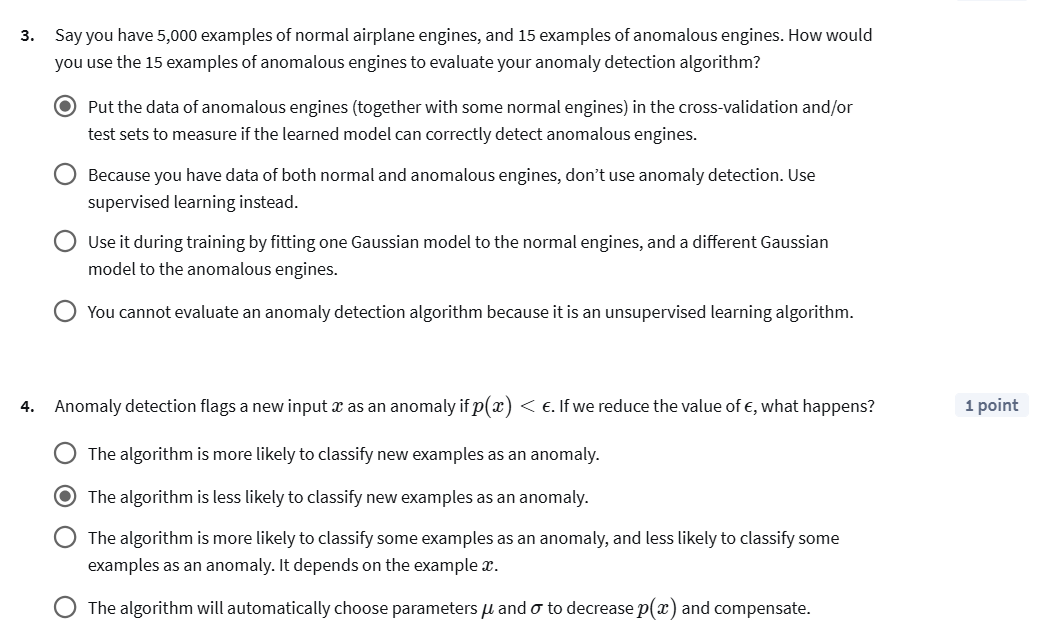 3. Say you have 5,000 examples of normal airplane engines, and 15 examples of anomalous engines. How would
you use the 15 examples of anomalous engines to evaluate your anomaly detection algorithm?
Put the data of anomalous engines (together with some normal engines) in the cross-validation and/or
test sets to measure if the learned model can correctly detect anomalous engines.
Because you have data of both normal and anomalous engines, don’t use anomaly detection. Use
supervised learning instead.
Use it during training by fitting one Gaussian model to the normal engines, and a different Gaussian
model to the anomalous engines.
You cannot evaluate an anomaly detection algorithm because it is an unsupervised learning algorithm.
4. Anomaly detection flags a new input x as an anomaly if p(x) < ϵ. If we reduce the value of ϵ, what happens? 1 point
The algorithm is more likely to classify new examples as an anomaly.
The algorithm is less likely to classify new examples as an anomaly.
The algorithm is more likely to classify some examples as an anomaly, and less likely to classify some
examples as an anomaly. It depends on the example x.
The algorithm will automatically choose parameters μ and σ to decrease p(x) and compensate.